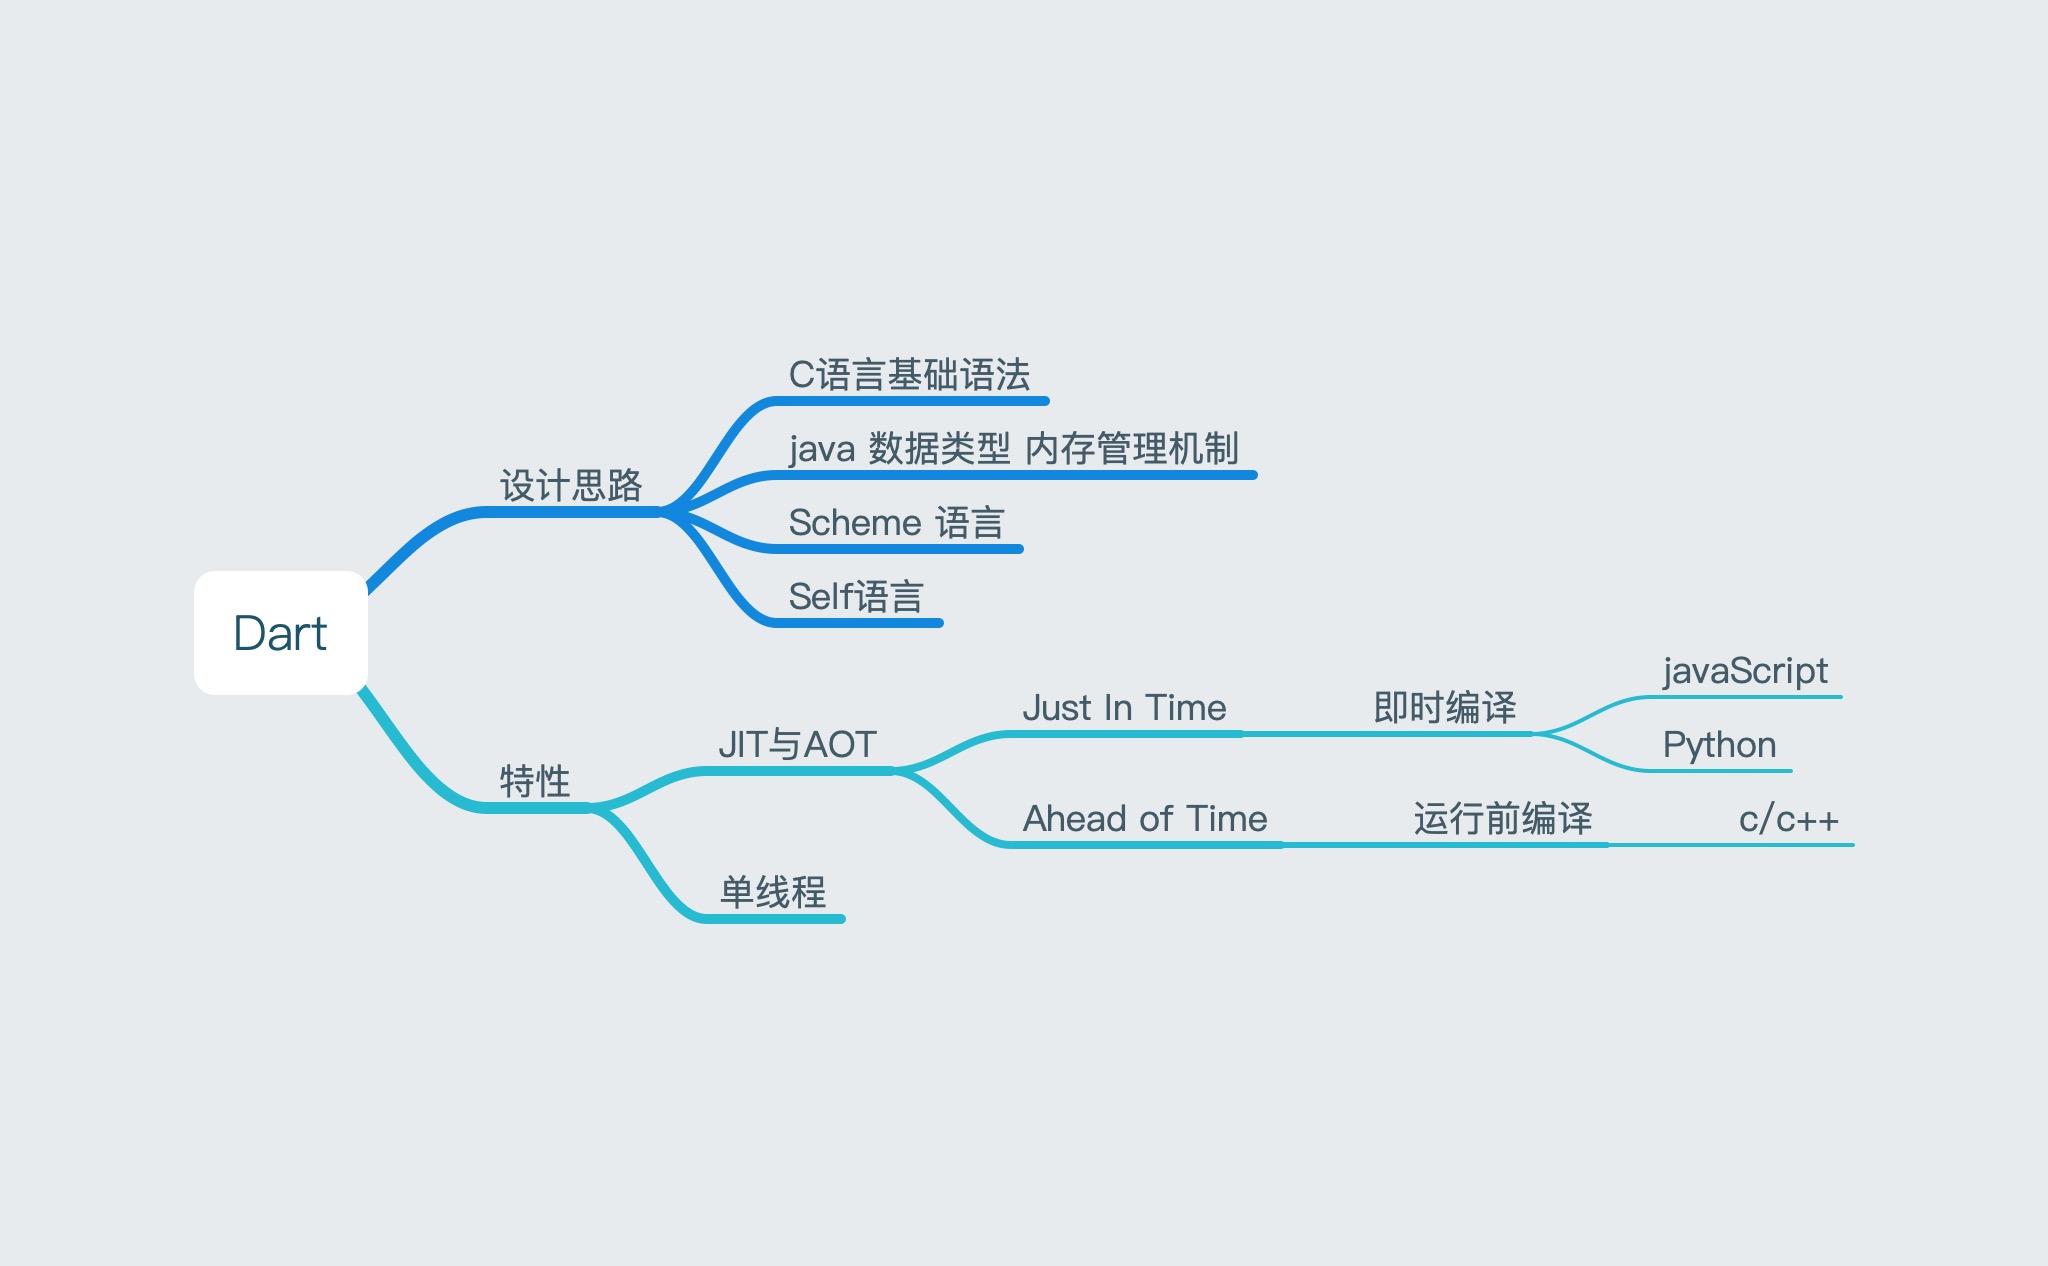 Dart
设计思路
C语言基础语法
java 数据类型 内存管理机制
Scheme 语言
Self语言
特性
JIT与AOT
Just In Time
即时编译
javaScript
Python
Ahead of Time
运行前编译
c/c++
单线程